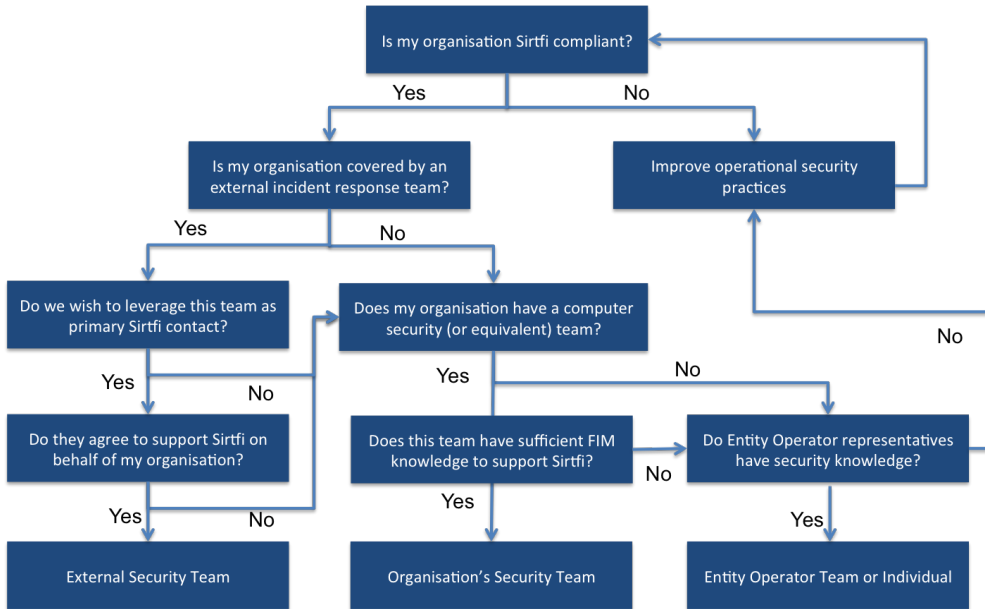 Is my organisation Sirtfi compliant?
Yes
No
Is my organisation covered by an
external incident response team?
Improve operational security
practices
Yes
No
Do we wish to leverage this team as
primary Sirtfi contact?
Does my organisation have a computer
security (or equivalent) team?
No
Yes
No
Yes
No
Do they agree to support Sirtfi on
behalf of my organisation?
Does this team have sufficient FIM
knowledge to support Sirtfi?
Do Entity Operator representatives
have security knowledge?
No
Yes
No
Yes
Yes
External Security Team
Organisation's Security Team
Entity Operator Team or Individual